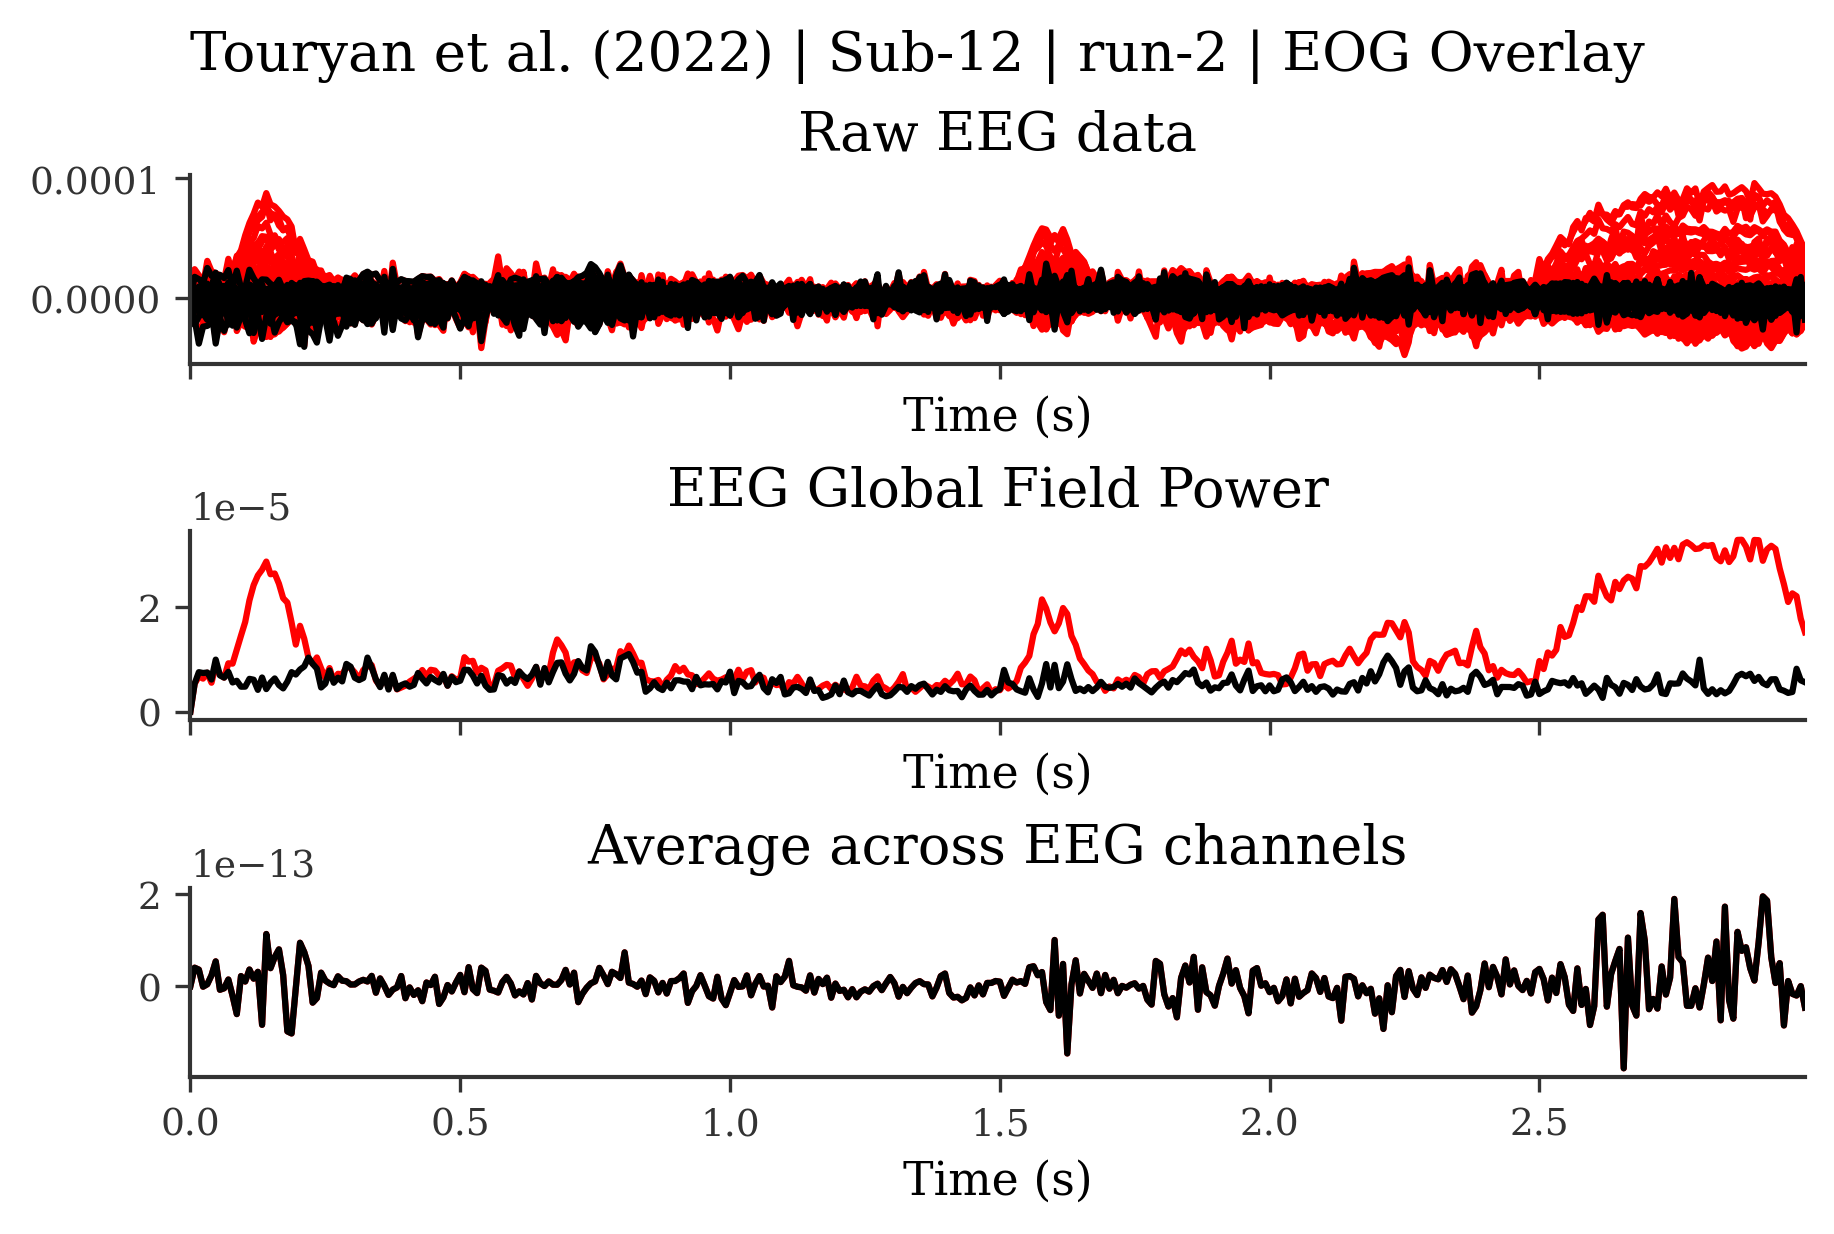 Touryan et al. (2022) | Sub-12 | run-2 | EOG Overlay
Raw EEG data
0.0001
0.0000
Time (s)
EEG Global Field Power
1e−5
2
0
Time (s)
Average across EEG channels
1e−13
2
0
0.0 0.5 1.0 1.5 2.0 2.5
Time (s)